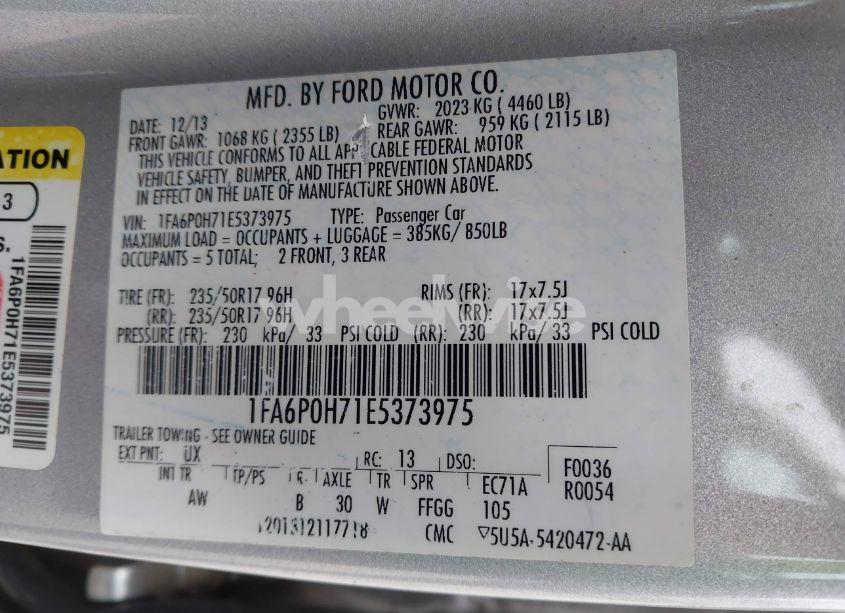 MFD. BY FORD MOTOR CO.
DATE: 12/13 GVWR: 2023 KG ( 4460 LB)
FRONT GAWR: 1068 KG ( 2355 LB) REAR GAWR: 959 KG ( 2115 LB)
THIS VEHICLE CONFORMS TO ALL APP CABLE FEDERAL MOTOR
VEHICLE SAFETY, BUMPER, AND THEFT PREVENTION STANDARDS
IN EFFECT ON THE DATE OF MANUFACTURE SHOWN ABOVE.
VIN: 1FA6P0H71E5373975 TYPE: Passenger Car
MAXIMUM LOAD = OCCUPANTS + LUGGAGE = 385KG/ 850LB
OCCUPANTS = 5 TOTAL; 2 FRONT, 3 REAR
TIRE (FR): 235/50R17 96H RIMS (FR): 17x7.5J
(RR): 235/50R17 96H (RR): 17x7.5J
PRESSURE (FR): 230 kPa/ 33 PSI COLD (RR): 230 kPa/ 33 PSI COLD
1FA6P0H71E5373975
TRAILER TOWING - SEE OWNER GUIDE
EXT PNT: UX RC: 13 DSO: F0036
INT TR TP/PS R AXLE TR SPR EC71A R0054
AW B 30 W FFGG 105
CMC 5U5A-5420472-AA
ATION
3
S.
1FA6P0H71E5373975
wheelwise